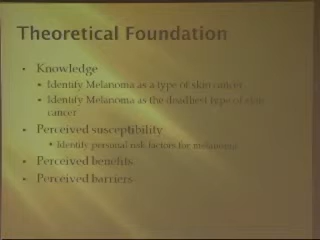 Theoretical Foundation
Knowledge
Identify Melanoma as a type of skin cancer
Identify Melanoma as the deadliest type of skin
cancer
Perceived susceptibility
Identify personal risk factors for melanoma
Perceived benefits
Perceived barriers